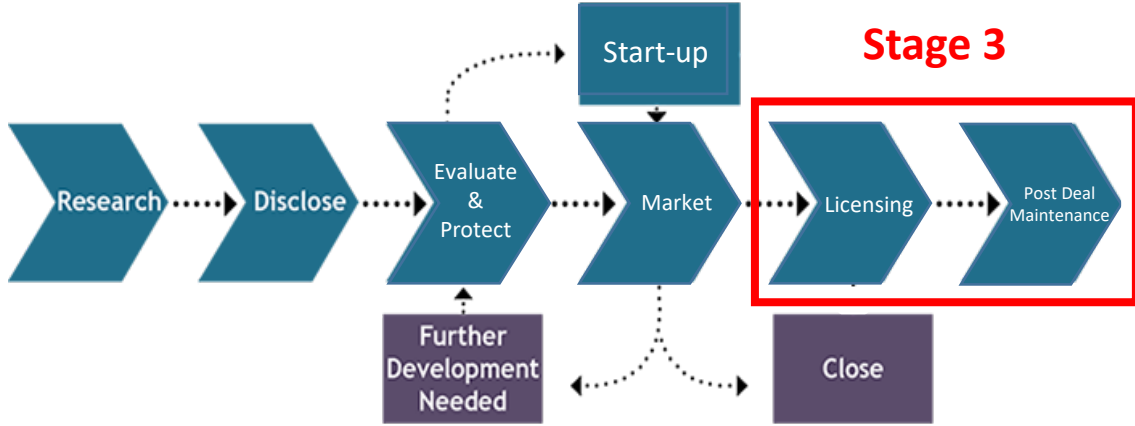 Start-up
Stage 3
Research
Disclose
Evaluate
&
Protect
Market
Licensing
Post Deal
Maintenance
Further
Development
Needed
Close